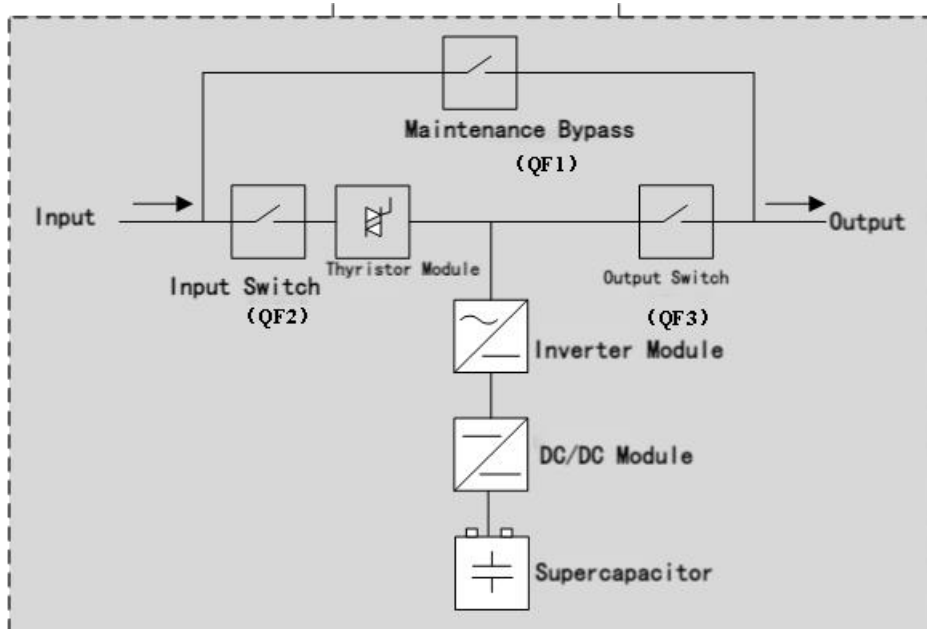 Maintenance Bypass
(QF1)
Input
Output
Thyristor Module
Input Switch
(QF2)
Output Switch
(QF3)
Inverter Module
DC/DC Module
Supercapacitor